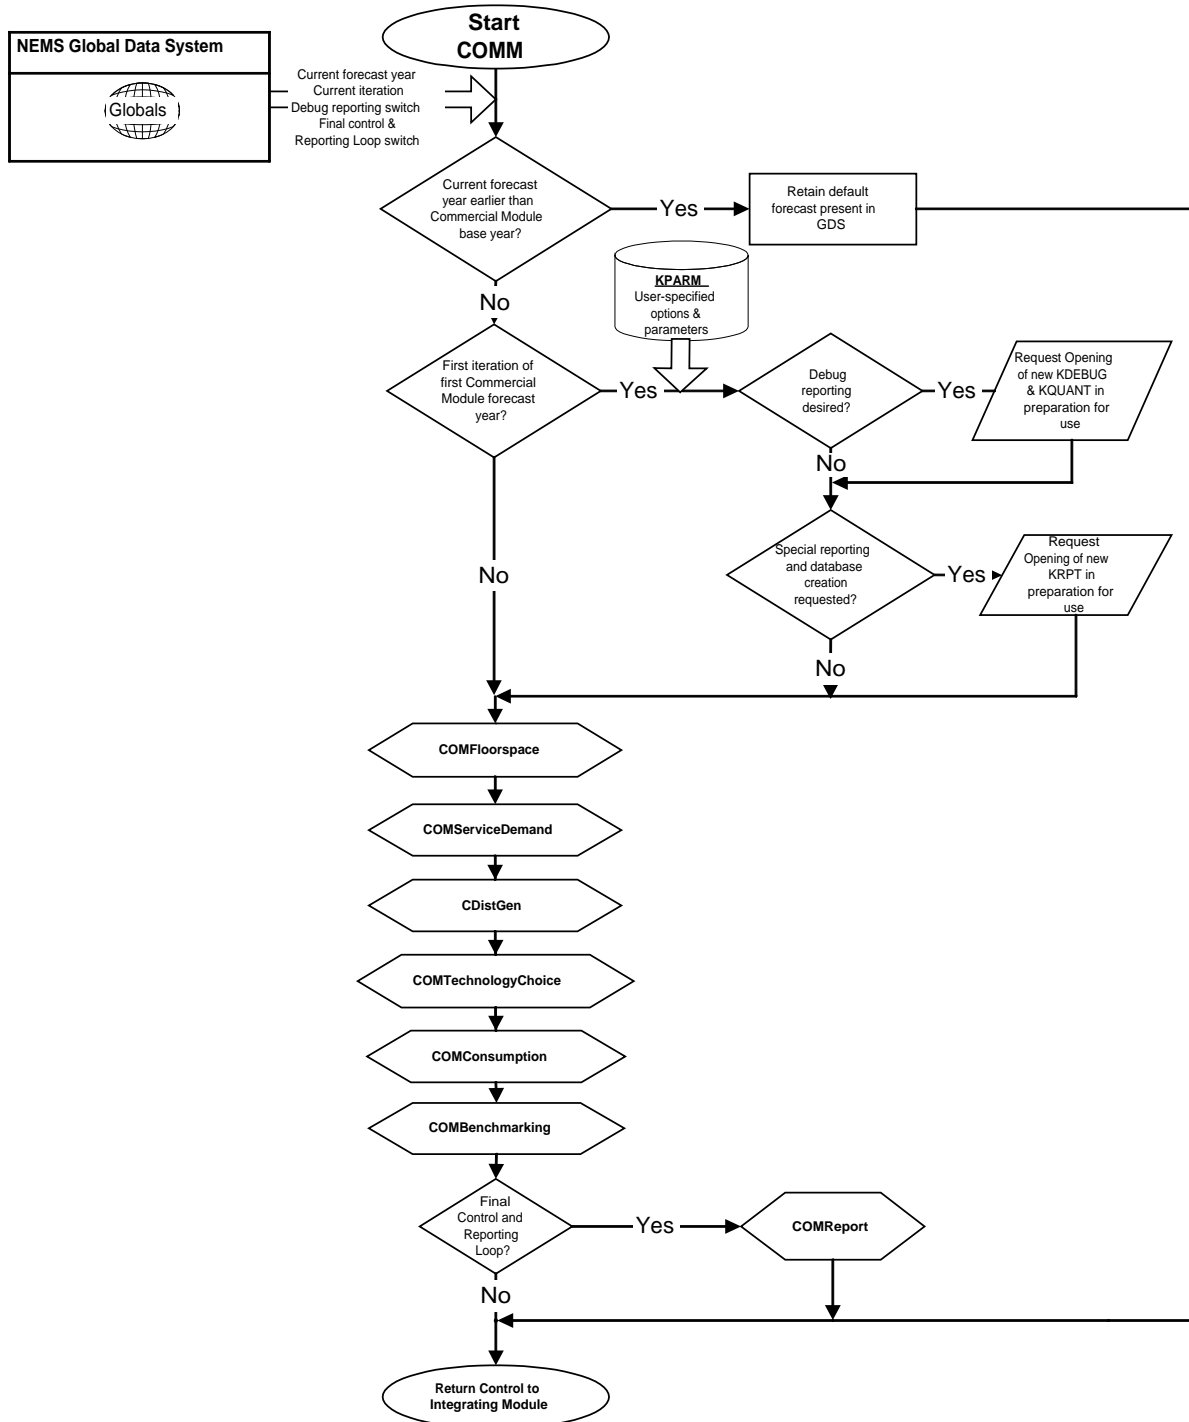 Start
COMM
NEMS Global Data System
Globals
Current forecast year
Current iteration
Debug reporting switch
Final control &
Reporting Loop switch
Current forecast
year earlier than
Commercial Module
base year?
Yes
Retain default
forecast present in
GDS
No
KPARM
User-specified
options &
parameters
First iteration of
first Commercial
Module forecast
year?
Yes
Debug
reporting
desired?
Yes
Request Opening
of new KDEBUG
& KQUANT in
preparation for
use
No
No
Special reporting
and database
creation
requested?
Yes
Request
Opening of new
KRPT in
preparation for
use
No
COMFloorspace
COMServiceDemand
CDistGen
COMTechnologyChoice
COMConsumption
COMBenchmarking
Final
Control and
Reporting
Loop?
Yes
COMReport
No
Return Control to
Integrating Module